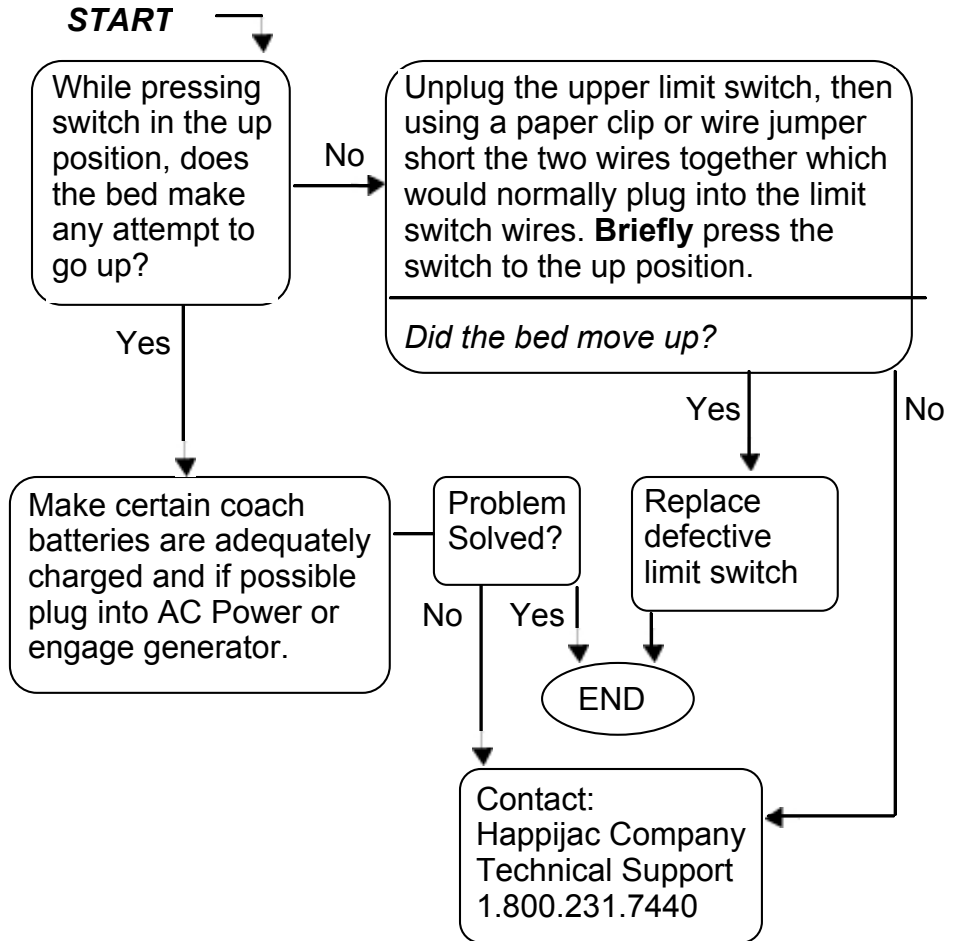 START
While pressing
switch in the up
position, does
the bed make
any attempt to
go up?
No
Unplug the upper limit switch, then
using a paper clip or wire jumper
short the two wires together which
would normally plug into the limit
switch wires. Briefly press the
switch to the up position.
Did the bed move up?
Yes
Yes
No
Make certain coach
batteries are adequately
charged and if possible
plug into AC Power or
engage generator.
Problem
Solved?
Replace
defective
limit switch
No
Yes
END
Contact:
Happijac Company
Technical Support
1.800.231.7440